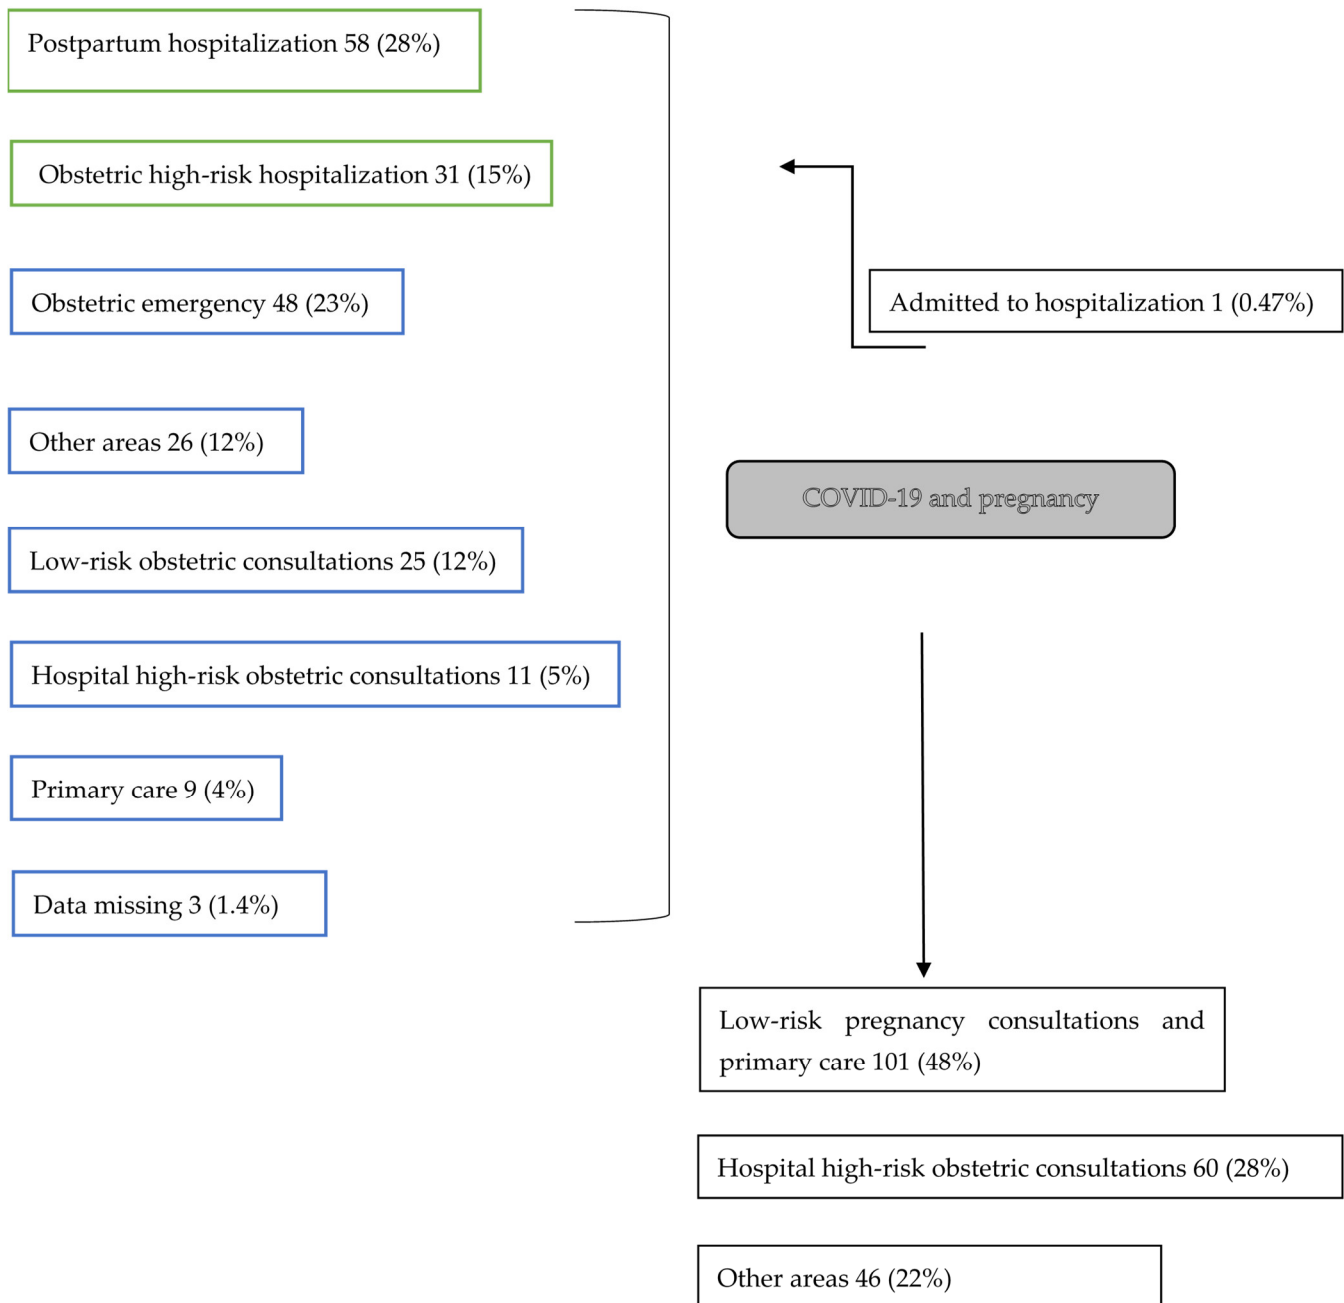 Postpartum hospitalization 58 (28%)
Obstetric high-risk hospitalization 31 (15%)
Obstetric emergency 48 (23%)
Other areas 26 (12%)
Low-risk obstetric consultations 25 (12%)
Hospital high-risk obstetric consultations 11 (5%)
Primary care 9 (4%)
Data missing 3 (1.4%)
Admitted to hospitalization 1 (0.47%)
COVID-19 and pregnancy
Low-risk pregnancy consultations and
primary care 101 (48%)
Hospital high-risk obstetric consultations 60 (28%)
Other areas 46 (22%)